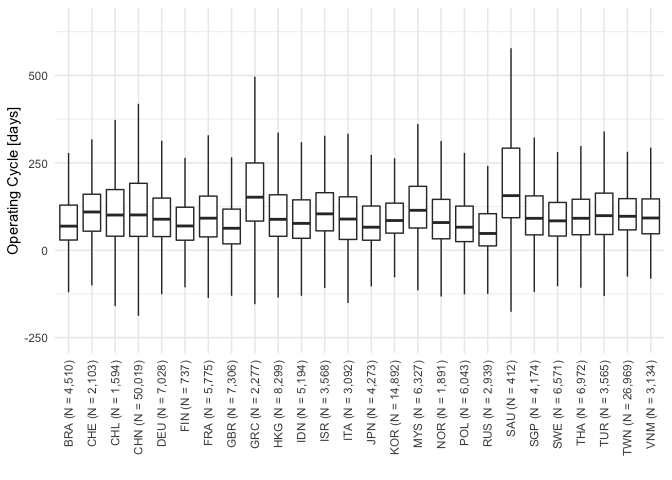 Operating Cycle [days]
500
250
0
-250
BRA (N = 4,510)
CHE (N = 2,103)
CHL (N = 1,594)
CHN (N = 50,019)
DEU (N = 7,028)
FIN (N = 737)
FRA (N = 5,775)
GBR (N = 7,306)
GRC (N = 2,277)
HKG (N = 8,299)
IDN (N = 5,194)
ISR (N = 3,568)
ITA (N = 3,092)
JPN (N = 4,273)
KOR (N = 14,892)
MYS (N = 6,327)
NOR (N = 1,891)
POL (N = 6,043)
RUS (N = 2,939)
SAU (N = 412)
SGP (N = 4,174)
SWE (N = 6,571)
THA (N = 6,972)
TUR (N = 3,565)
TWN (N = 26,969)
VNM (N = 3,134)